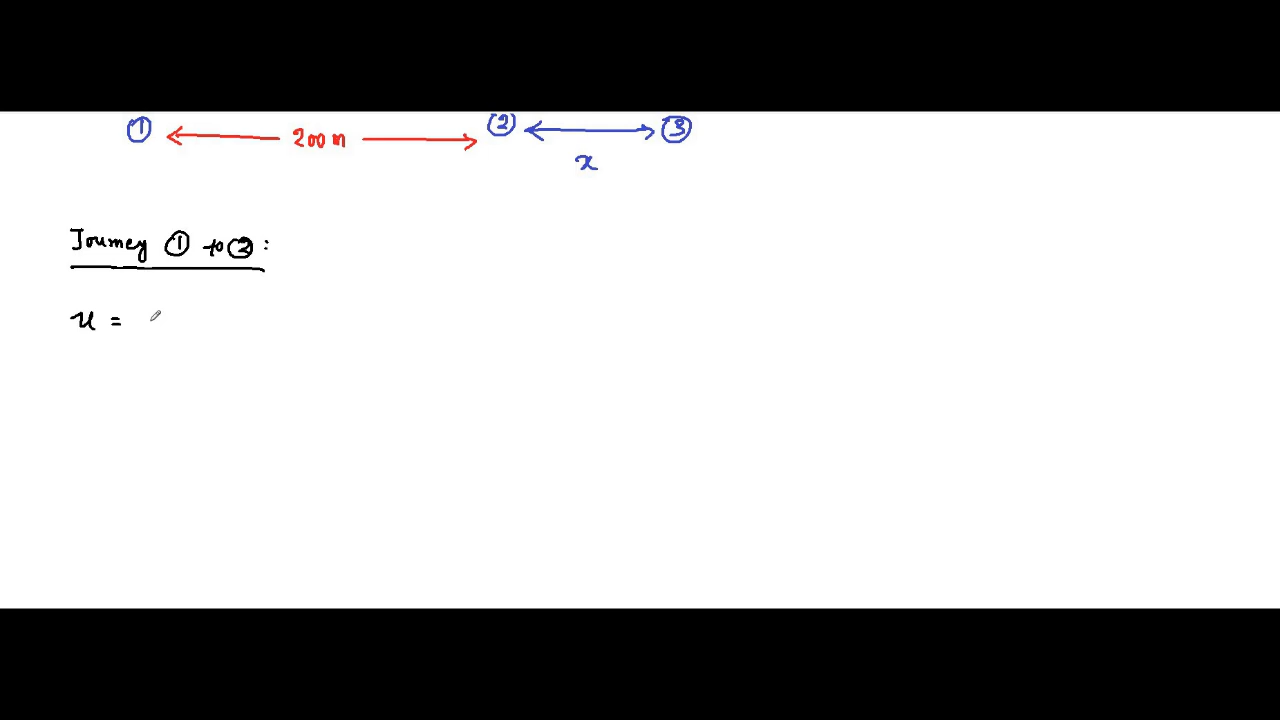 ① 200 m ② ③
x
Journey ① to ② :
u =